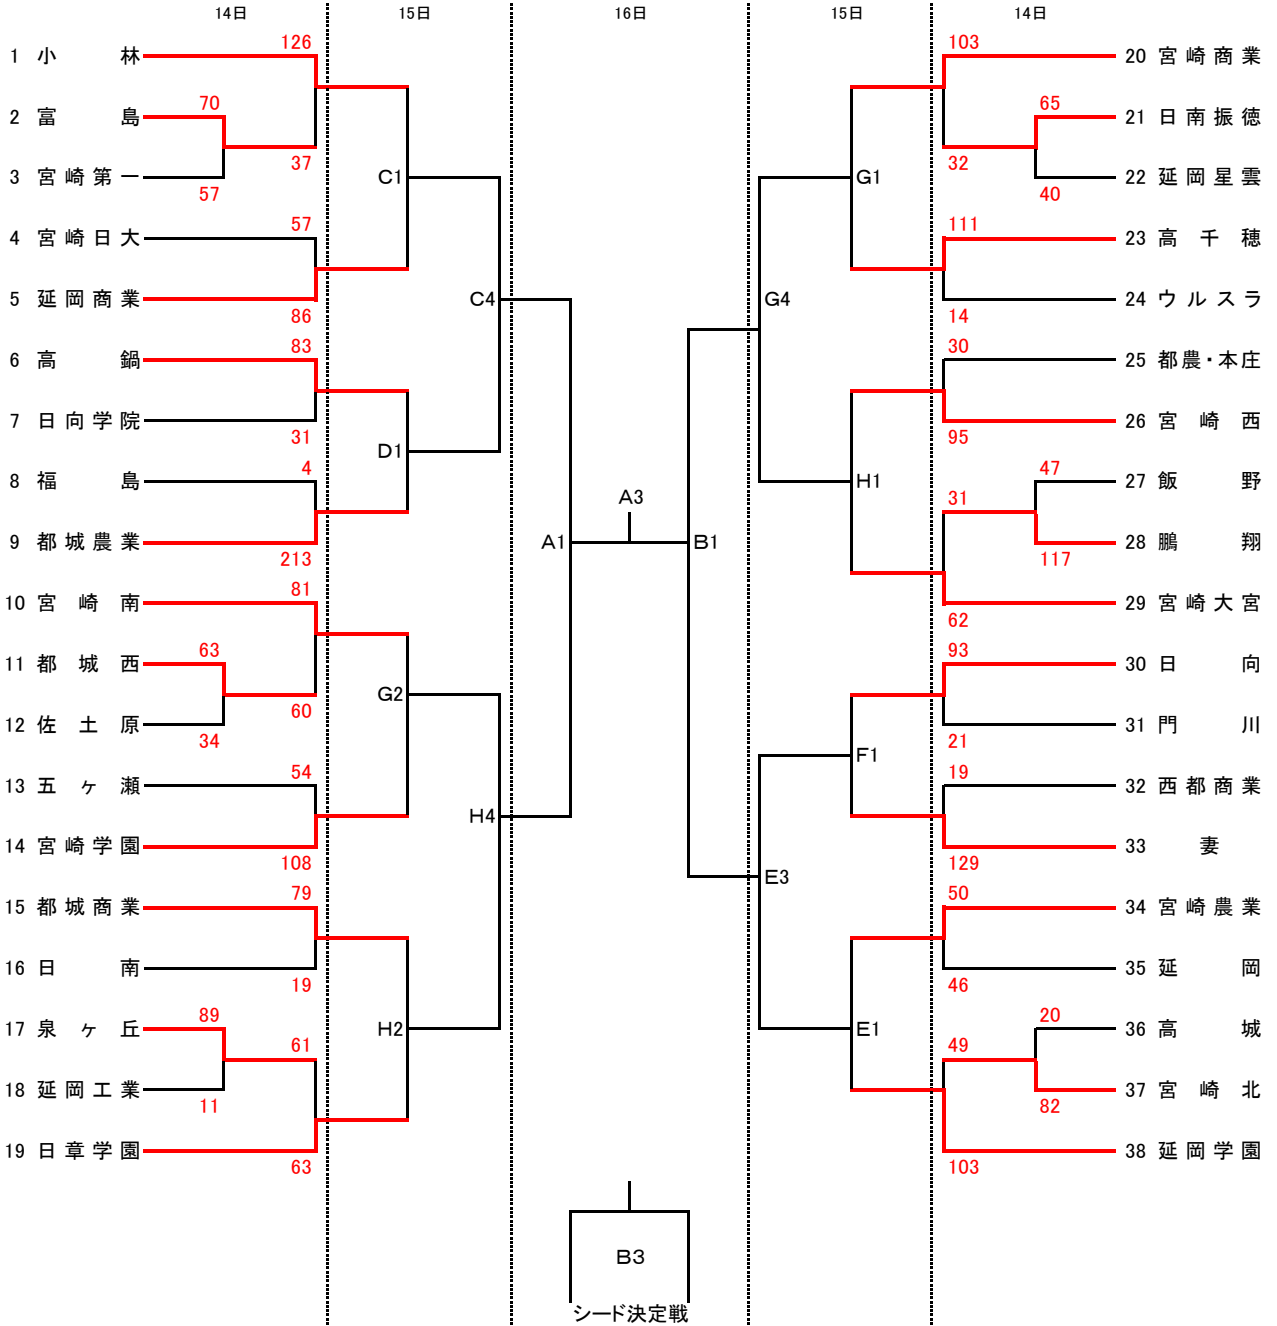 14日 15日 16日 15日 14日
126 103
1 小林 20 宮崎商業
70 65
2 富島 21 日南振徳
37 32
3 宮崎第一 C1 G1 22 延岡星雲
57 40
57 111
4 宮崎日大 23 高千穂
5 延岡商業 C4 G4 24 ウルスラ
86 14
83 30
6 高鍋 25 都農・本庄
7 日向学院 26 宮崎西
31 95
D1
4 47
8 福島 H1 27 飯野
A3 31
9 都城農業 A1 B1 28 鵬翔
213 117
81
10 宮崎南 29 宮崎大宮
62
63 93
11 都城西 30 日向
G2
60
12 佐土原 31 門川
34 21
F1
54 19
13 五ヶ瀬 32 西都商業
H4
14 宮崎学園 33 妻
108 129
E3
79 50
15 都城商業 34 宮崎農業
16 日南 35 延岡
19 46
89 20
17 泉ヶ丘 H2 E1 36 高城
61 49
18 延岡工業 37 宮崎北
11 82
19 日章学園 38 延岡学園
63 103
B3
シード決定戦